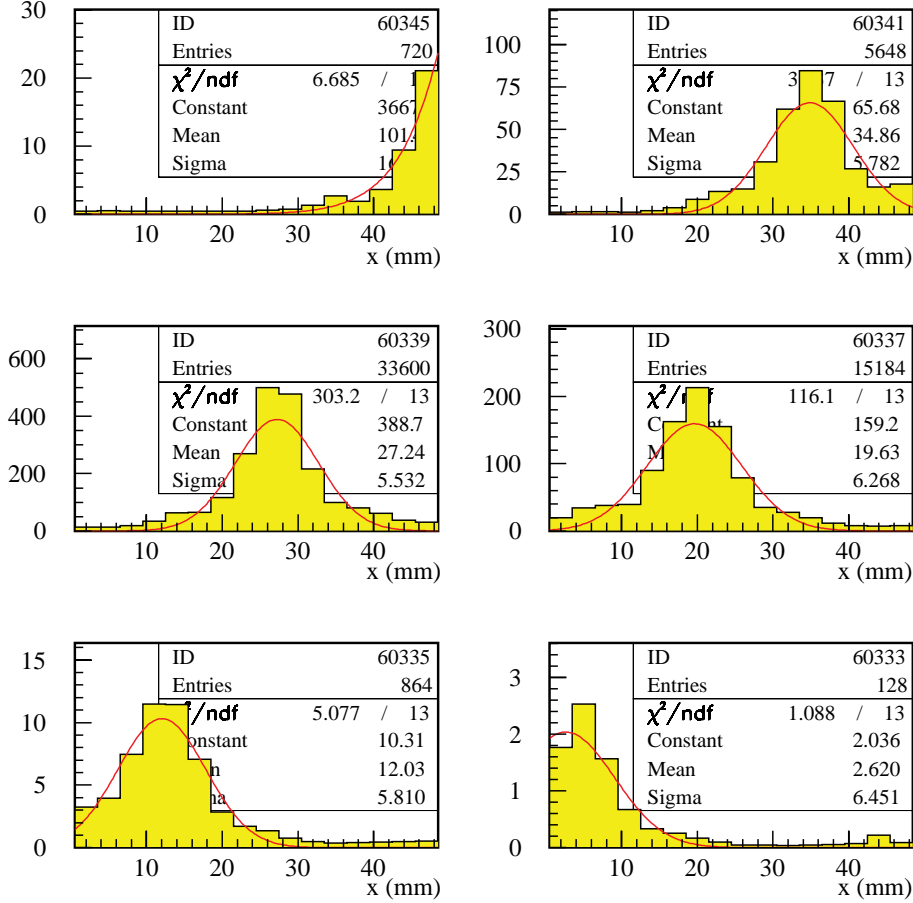 ID 60345
Entries 720
χ²/ndf 6.685 /
Constant
Mean
Sigma
30
20
10
0
10 20 30 40
x (mm)
ID 60341
Entries 5648
χ²/ndf / 13
Constant 65.68
Mean 34.86
Sigma 5.782
100
75
50
25
0
10 20 30 40
x (mm)
ID 60339
Entries 33600
χ²/ndf 303.2 / 13
Constant 388.7
Mean 27.24
Sigma 5.532
600
400
200
0
10 20 30 40
x (mm)
ID 60337
Entries 15184
χ²/ndf 116.1 / 13
159.2
19.63
6.268
300
200
100
0
10 20 30 40
x (mm)
ID 60335
Entries 864
χ²/ndf 5.077 / 13
Constant 10.31
12.03
5.810
15
10
5
0
10 20 30 40
x (mm)
ID 60333
Entries 128
χ²/ndf 1.088 / 13
Constant 2.036
Mean 2.620
Sigma 6.451
3
2
1
0
10 20 30 40
x (mm)